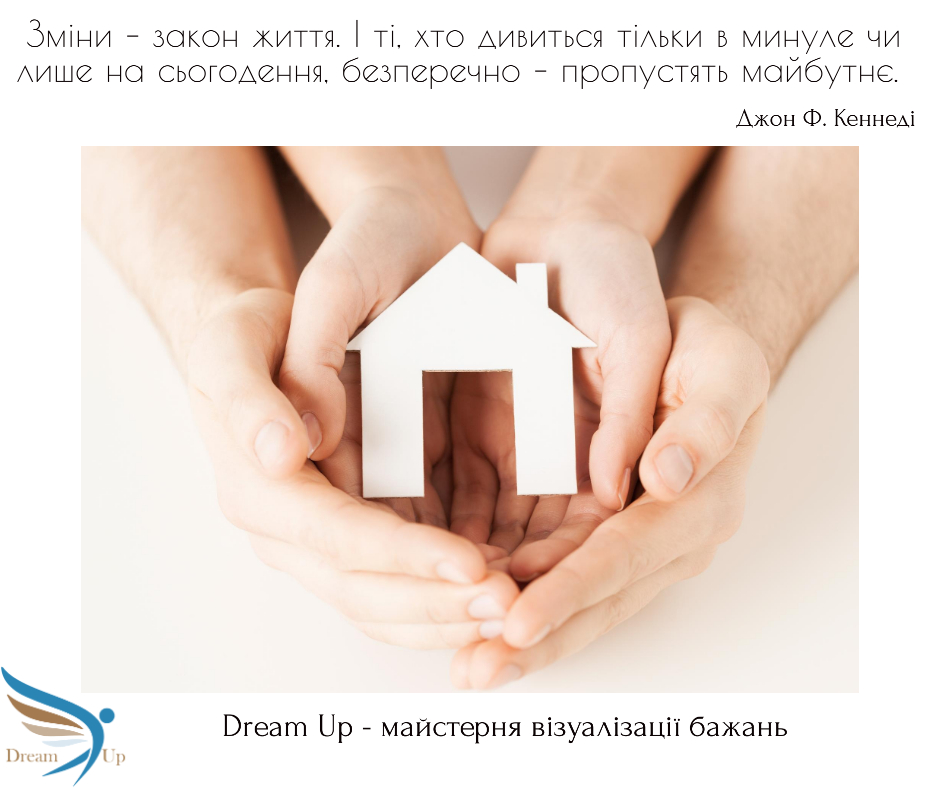 Зміни – закон життя. І ті, хто дивиться тільки в минуле чи
лише на сьогодення, безперечно – пропустять майбутнє.
Джон Ф. Кеннеді
Dream Up - майстерня візуалізації бажань
Dream Up